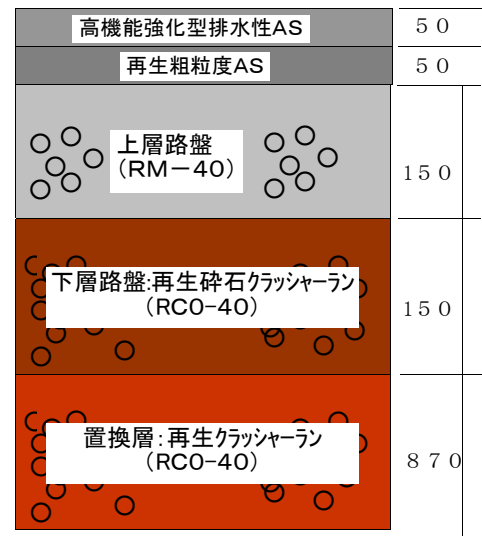 高機能強化型排水性AS
50
再生粗粒度AS
50
上層路盤
(RM－40)
150
下層路盤:再生砕石クラッシャーラン
(RC0-40)
150
置換層:再生クラッシャーラン
(RC0-40)
870